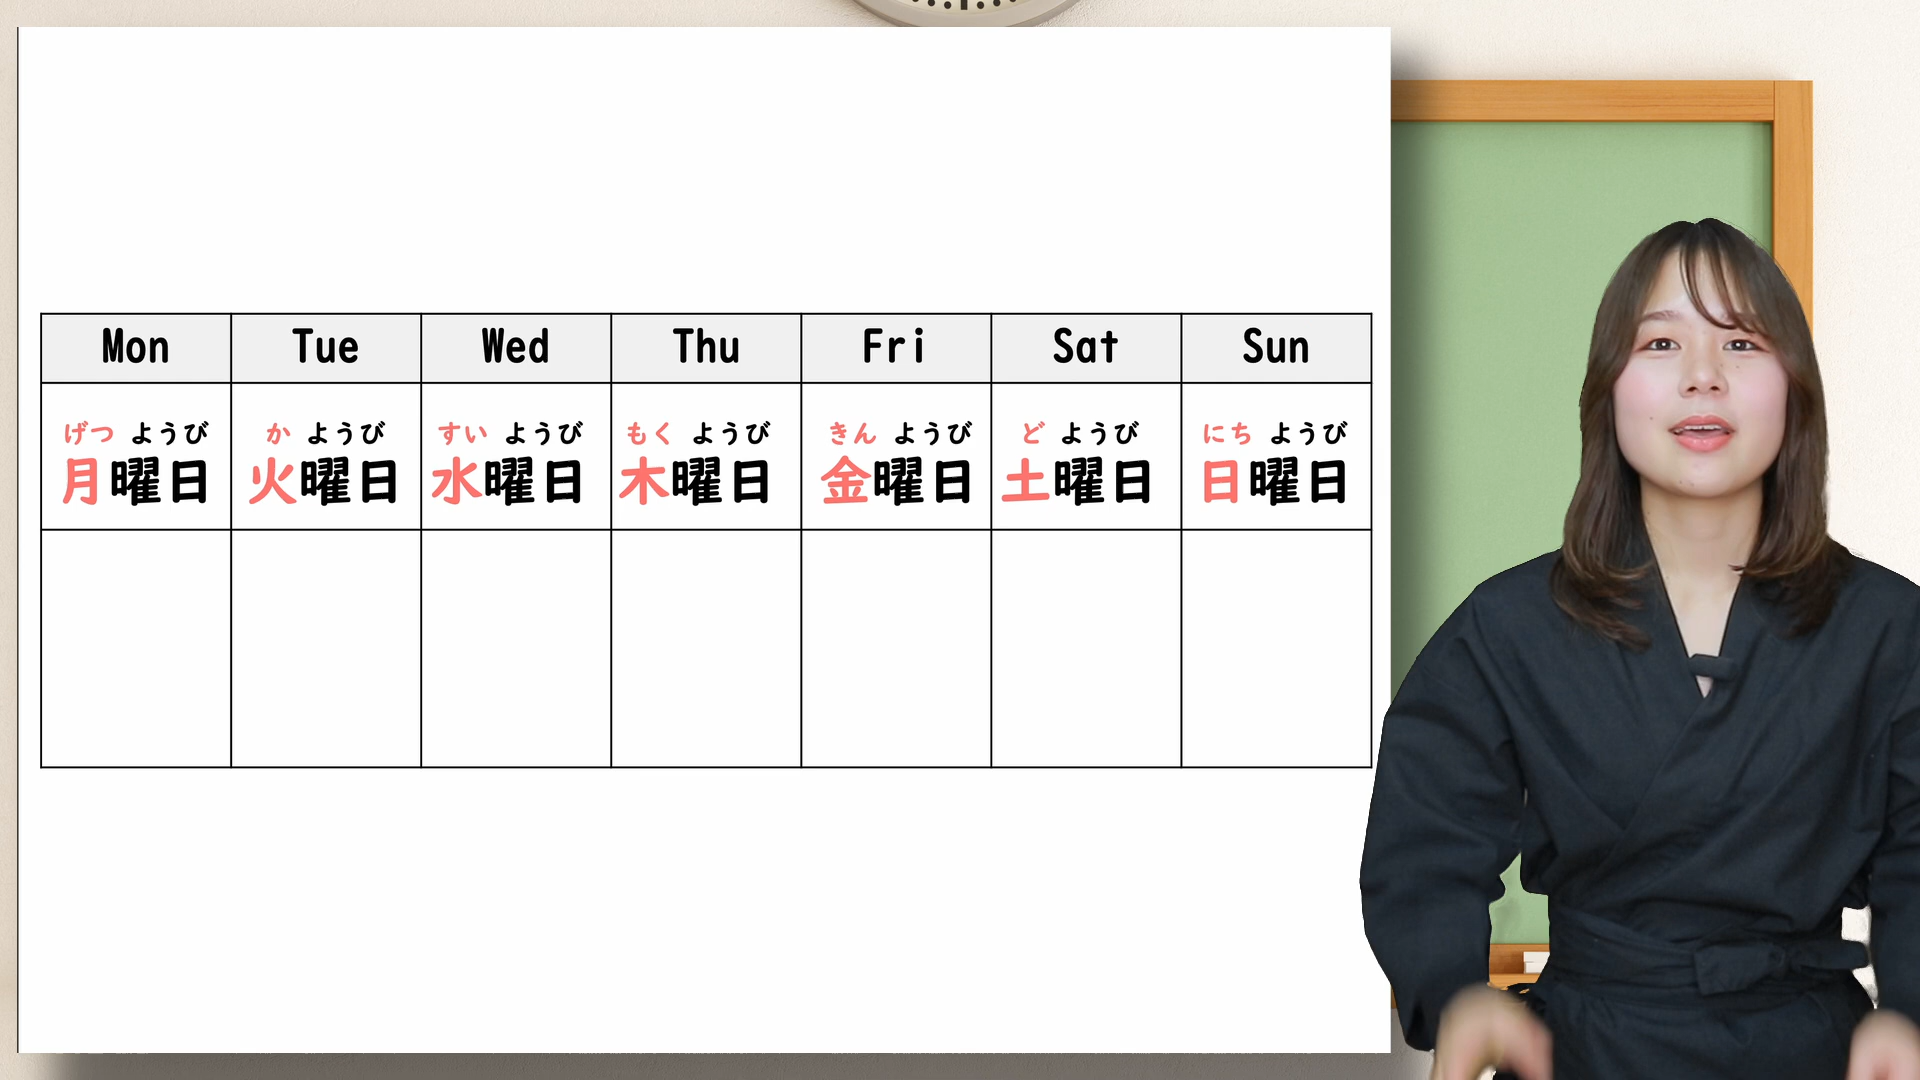 Mon Tue Wed Thu Fri Sat Sun
げつ ようび か ようび すい ようび もく ようび きん ようび ど ようび にち ようび
月曜日 火曜日 水曜日 木曜日 金曜日 土曜日 日曜日